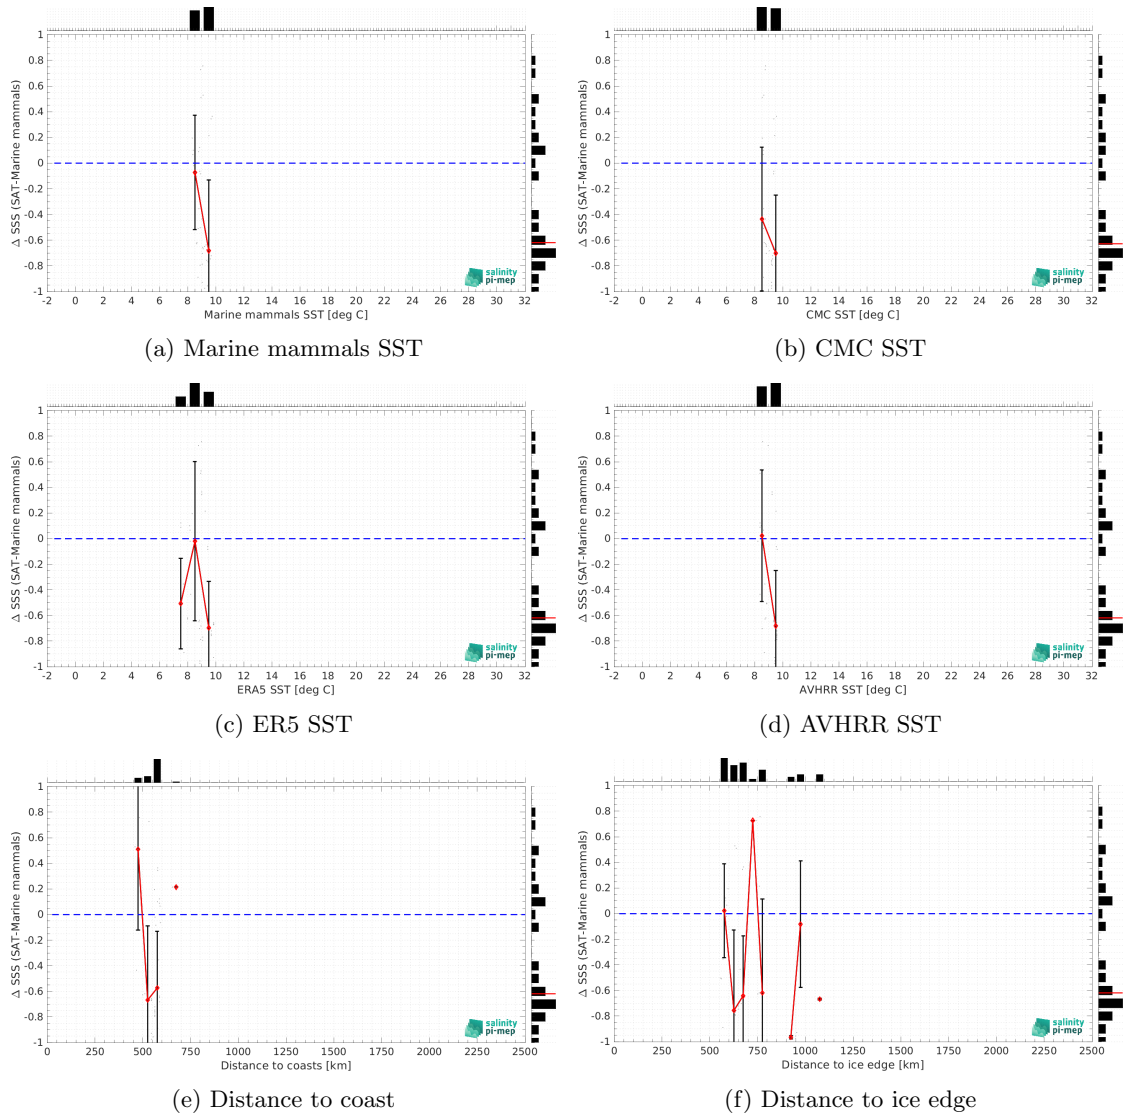 1
0.8
0.6
0.4
0.2
0
-0.2
-0.4
-0.6
-0.8
-1
Δ SSS (SAT-Marine mammals)
-2 0 2 4 6 8 10 12 14 16 18 20 22 24 26 28 30 32
Marine mammals SST [deg C]
salinity
pi-mep
(a) Marine mammals SST
1
0.8
0.6
0.4
0.2
0
-0.2
-0.4
-0.6
-0.8
-1
Δ SSS (SAT-Marine mammals)
-2 0 2 4 6 8 10 12 14 16 18 20 22 24 26 28 30 32
CMC SST [deg C]
salinity
pi-mep
(b) CMC SST
1
0.8
0.6
0.4
0.2
0
-0.2
-0.4
-0.6
-0.8
-1
Δ SSS (SAT-Marine mammals)
-2 0 2 4 6 8 10 12 14 16 18 20 22 24 26 28 30 32
ERA5 SST [deg C]
salinity
pi-mep
(c) ER5 SST
1
0.8
0.6
0.4
0.2
0
-0.2
-0.4
-0.6
-0.8
-1
Δ SSS (SAT-Marine mammals)
-2 0 2 4 6 8 10 12 14 16 18 20 22 24 26 28 30 32
AVHRR SST [deg C]
salinity
pi-mep
(d) AVHRR SST
1
0.8
0.6
0.4
0.2
0
-0.2
-0.4
-0.6
-0.8
-1
Δ SSS (SAT-Marine mammals)
0 250 500 750 1000 1250 1500 1750 2000 2250 2500
Distance to coasts [km]
salinity
pi-mep
(e) Distance to coast
1
0.8
0.6
0.4
0.2
0
-0.2
-0.4
-0.6
-0.8
-1
Δ SSS (SAT-Marine mammals)
0 250 500 750 1000 1250 1500 1750 2000 2250 2500
Distance to ice edge [km]
salinity
pi-mep
(f) Distance to ice edge